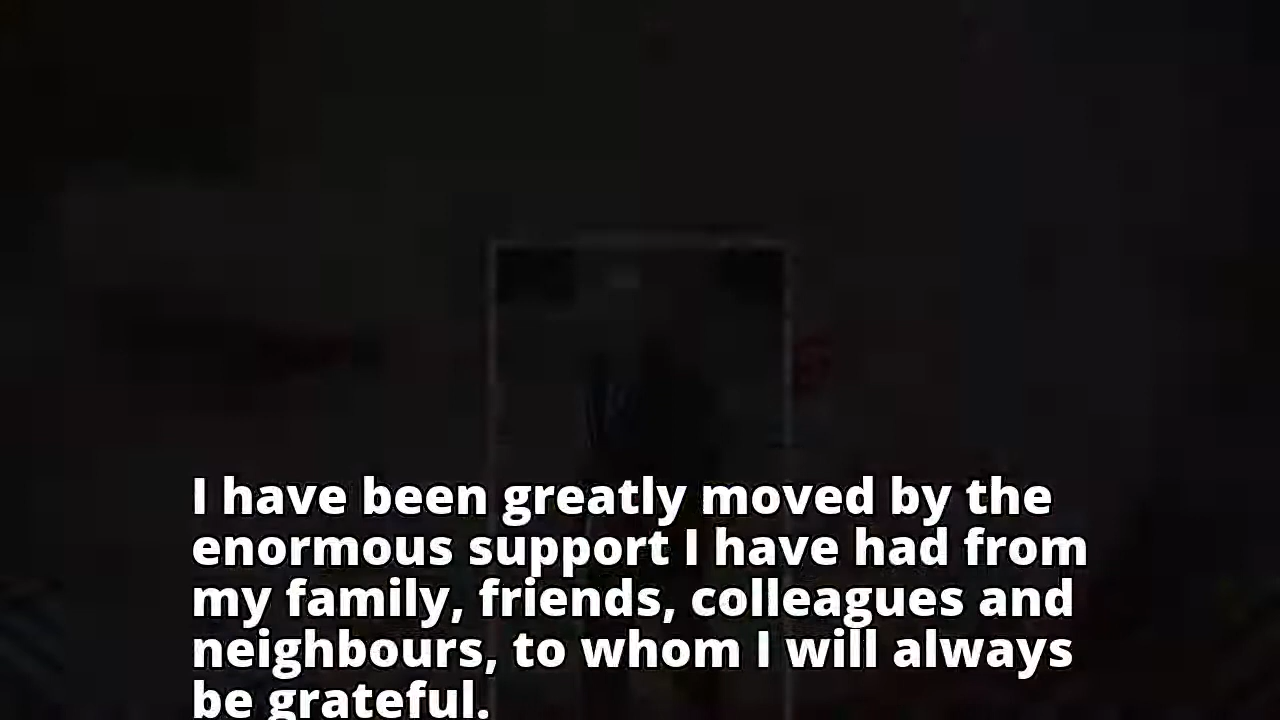 I have been greatly moved by the
enormous support I have had from
my family, friends, colleagues and
neighbours, to whom I will always
be grateful.